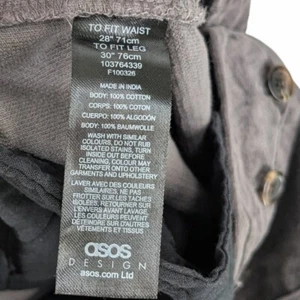 TO FIT WAIST
28" 71cm
TO FIT LEG
30" 76cm
103764339
F100326
MADE IN INDIA
BODY: 100% COTTON
CORPS: 100% COTON
CUERPO: 100% ALGODÓN
BODY: 100% BAUMWOLLE
WASH WITH SIMILAR
COLOURS, DO NOT RUB
ISOLATED STAINS, TURN
INSIDE OUT BEFORE
CLEANING, COLOUR MAY
TRANSFER ONTO OTHER
GARMENTS AND UPHOLSTERY
LAVER AVEC DES COULEURS
SIMILAIRES, NE PAS
FROTTER SUR LES TACHES
ISOLÉES, RETOURNER SUR
L'ENVERS AVANT LAVAGE,
LES COULEURS PEUVENT
DÉTEINDRE SUR D'AUTRES
VÊTEMENTS ET TISSUS
asos
DESIGN
asos.com Ltd